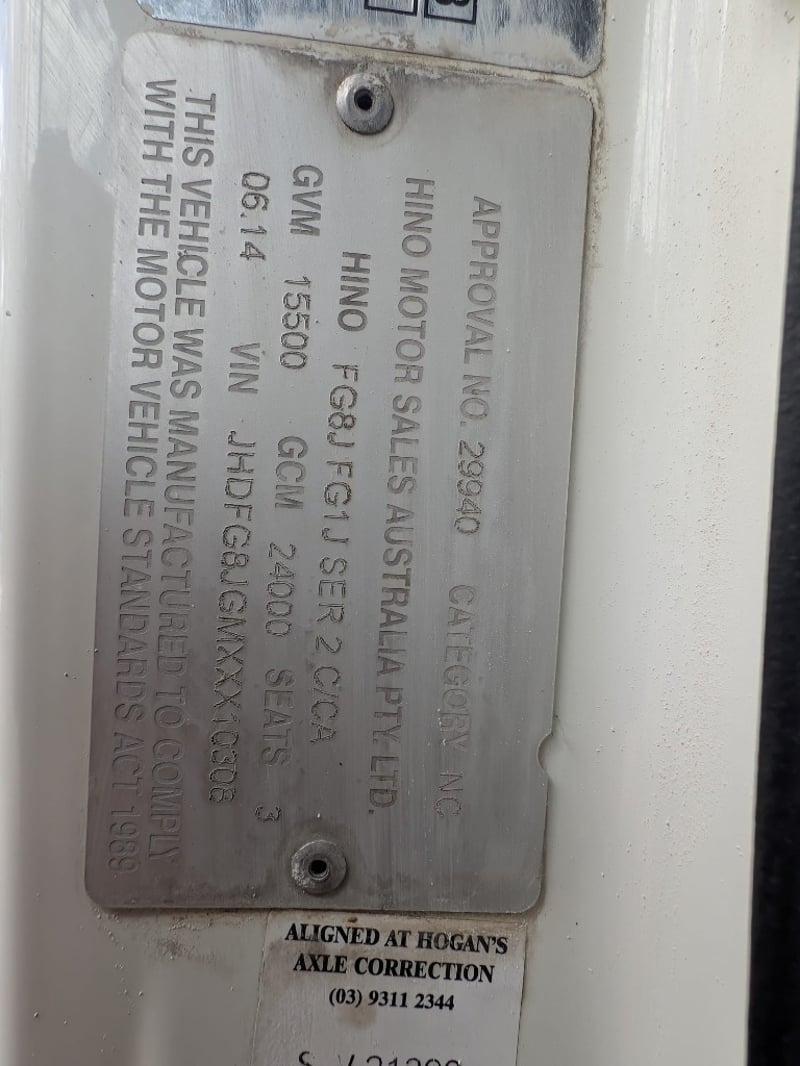 APPROVAL NO. 29940 CATEGORY NC
HINO MOTOR SALES AUSTRALIA PTY. LTD.
HINO FG8J FG1J SER 2 C/CA
GVM 15500 GCM 24000 SEATS 3
06.14 VIN JHDFG8JGMXXX10308
THIS VEHICLE WAS MANUFACTURED TO COMPLY
WITH THE MOTOR VEHICLE STANDARDS ACT 1989
ALIGNED AT HOGAN'S
AXLE CORRECTION
(03) 9311 2344